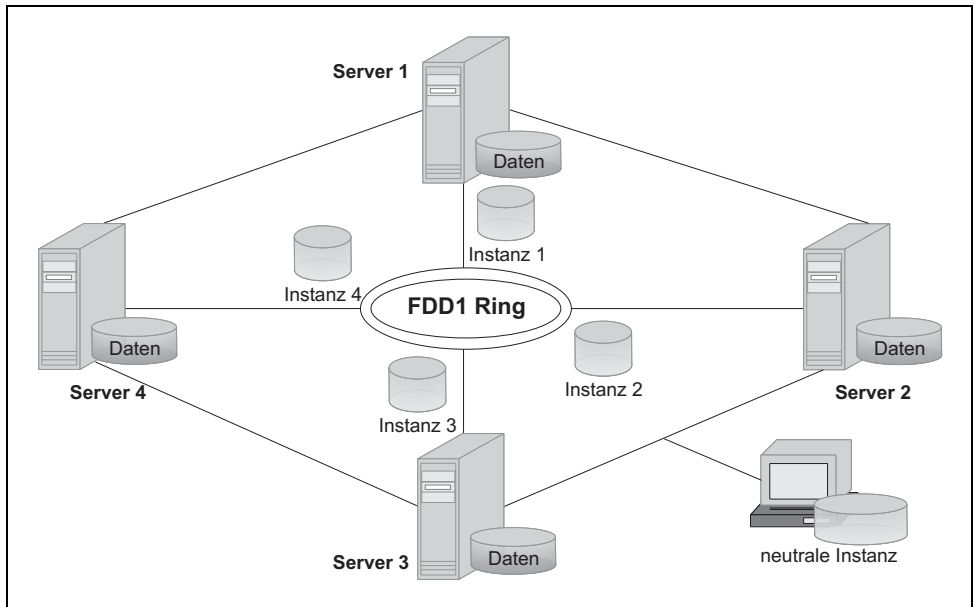 Server 1
Daten
Instanz 1
Instanz 4
FDD1 Ring
Daten
Server 4
Daten
Server 2
Instanz 2
Instanz 3
Server 3
Daten
neutrale Instanz